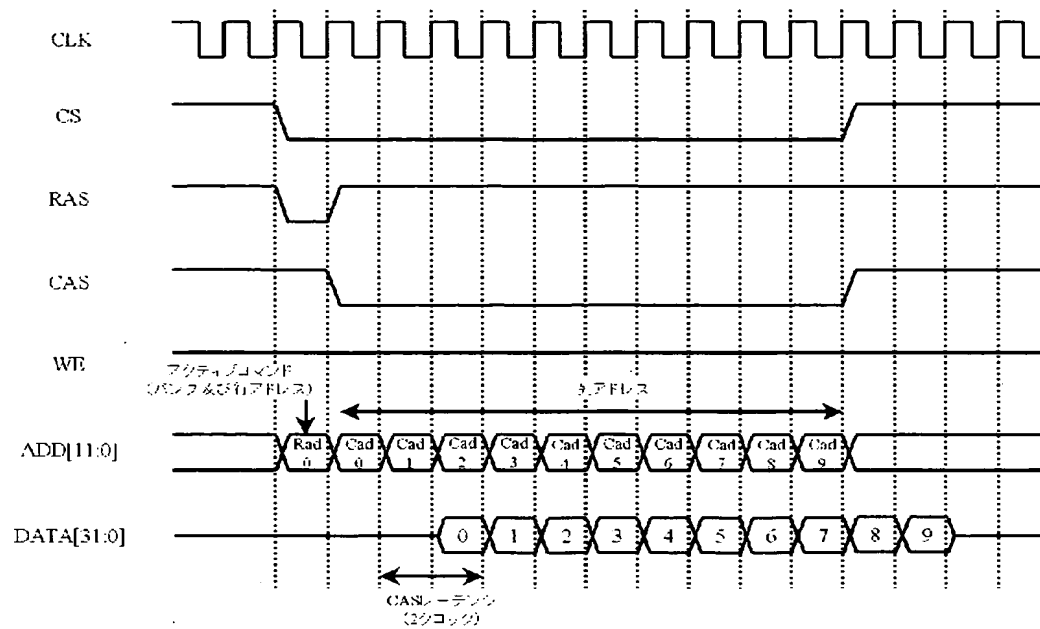 CLK
CS
RAS
CAS
WE
アクティブコマンド
(バンク及び行アドレス)
列アドレス
ADD[11:0]
Rad 0
Cad 0
Cad 1
Cad 2
Cad 3
Cad 4
Cad 5
Cad 6
Cad 7
Cad 8
Cad 9
DATA[31:0]
0 1 2 3 4 5 6 7 8 9
CASレーテンシ
(2クロック)